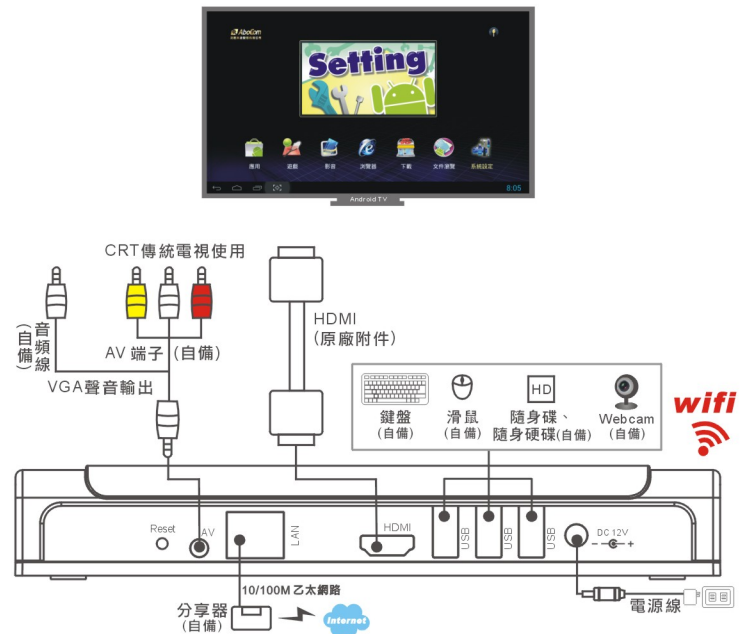 AboCom
Setting
應用 遊戲 影音 瀏覽器 下載 文件瀏覽 系統設定
8:05
Android TV
CRT傳統電視使用
音頻線
(自備)
AV 端子 (自備)
VGA聲音輸出
HDMI
(原廠附件)
HD
鍵盤 滑鼠 隨身碟、 Webcam
(自備) (自備) 隨身硬碟(自備) (自備)
wifi
Reset AV LAN HDMI USB USB USB DC 12V
- +
10/100M 乙太網路
分享器
(自備)
Internet
電源線